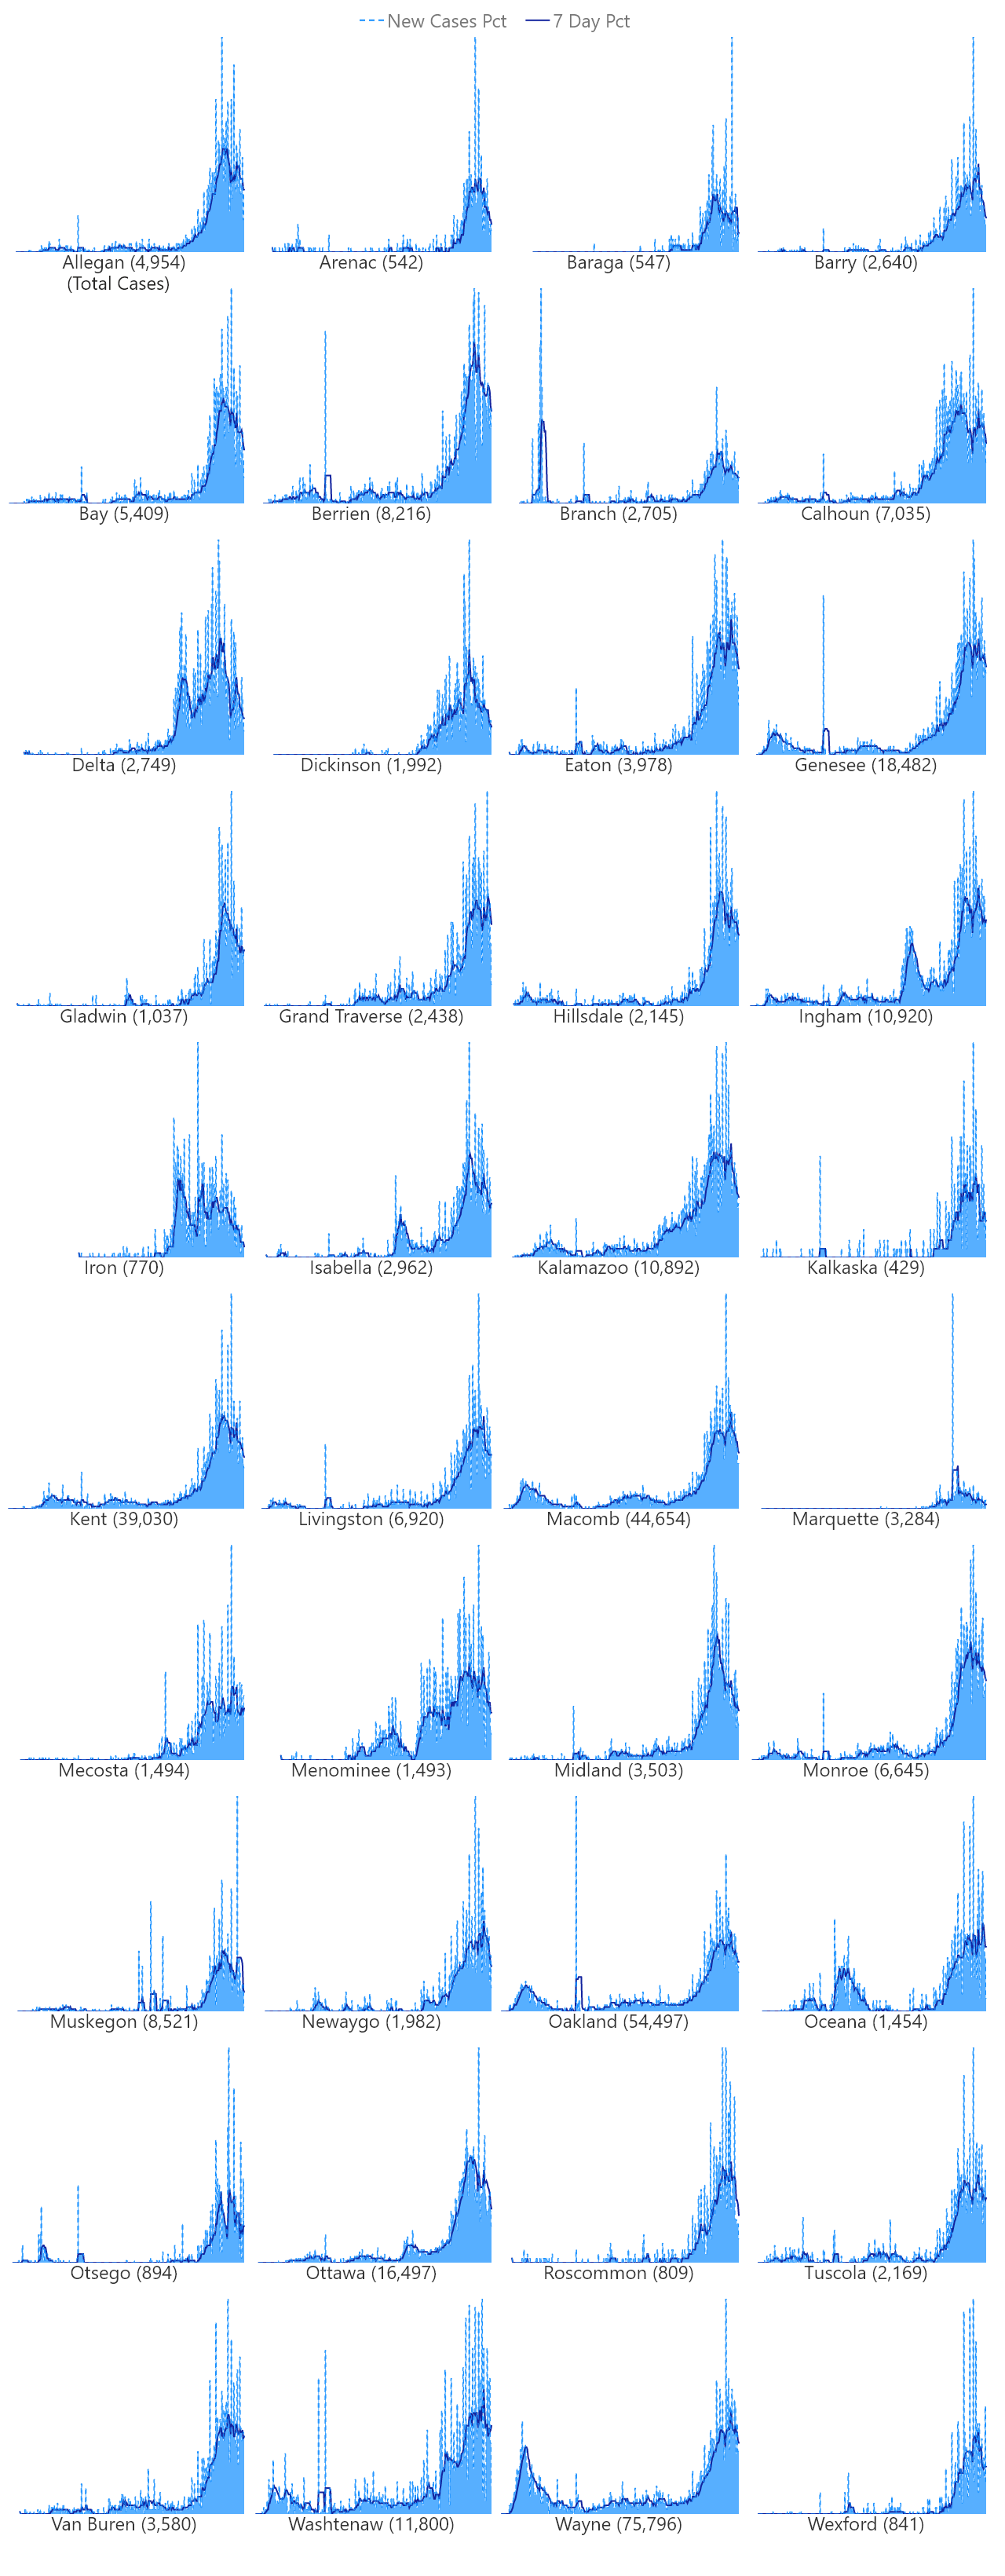 New Cases Pct 7 Day Pct
Allegan (4,954) Arenac (542) Baraga (547) Barry (2,640)
(Total Cases)
Bay (5,409) Berrien (8,216) Branch (2,705) Calhoun (7,035)
Delta (2,749) Dickinson (1,992) Eaton (3,978) Genesee (18,482)
Gladwin (1,037) Grand Traverse (2,438) Hillsdale (2,145) Ingham (10,920)
Iron (770) Isabella (2,962) Kalamazoo (10,892) Kalkaska (429)
Kent (39,030) Livingston (6,920) Macomb (44,654) Marquette (3,284)
Mecosta (1,494) Menominee (1,493) Midland (3,503) Monroe (6,645)
Muskegon (8,521) Newaygo (1,982) Oakland (54,497) Oceana (1,454)
Otsego (894) Ottawa (16,497) Roscommon (809) Tuscola (2,169)
Van Buren (3,580) Washtenaw (11,800) Wayne (75,796) Wexford (841)